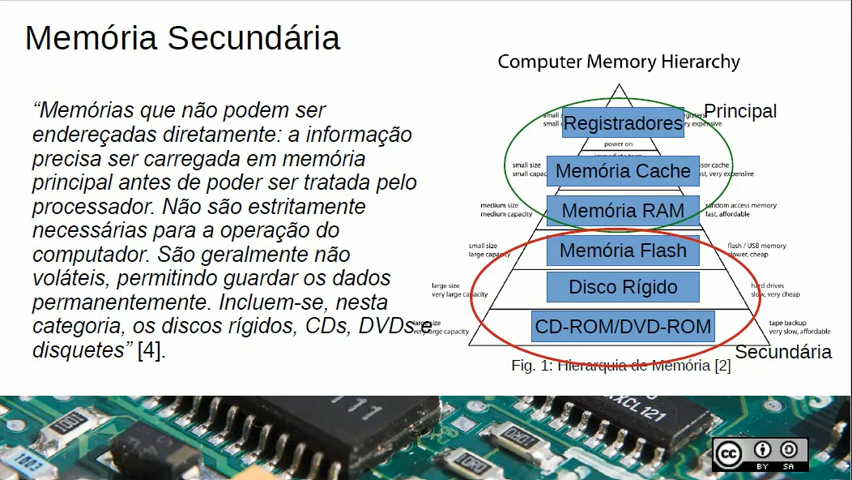 Memória Secundária
Computer Memory Hierarchy
“Memórias que não podem ser
endereçadas diretamente: a informação
precisa ser carregada em memória
principal antes de poder ser tratada pelo
processador. Não são estritamente
necessárias para a operação do
computador. São geralmente não
voláteis, permitindo guardar os dados
permanentemente. Incluem-se, nesta
categoria, os discos rígidos, CDs, DVDs e
disquetes” [4].
Principal
Registradores
very expensive
power on
small size
Memória Cache
fast, very expensive
medium size
medium capacity
Memória RAM
random access memory
fast, affordable
small size
large capacity
Memória Flash
flash / USB memory
slower, cheap
large size
very large capacity
Disco Rígido
hard drives
slow, very cheap
large size
very large capacity
CD-ROM/DVD-ROM
tape backup
very slow, affordable
Secundária
Fig. 1: Hierarquia de Memória [2]
111
XCL121
100
1003
cc
BY SA